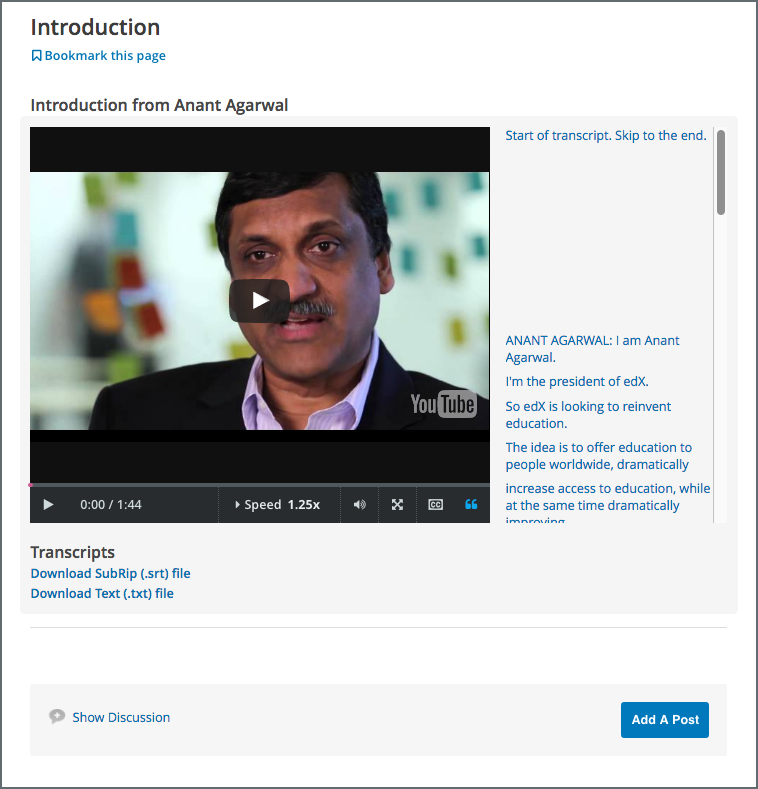 Introduction
Bookmark this page
Introduction from Anant Agarwal
Start of transcript. Skip to the end.
ANANT AGARWAL: I am Anant
Agarwal.
I'm the president of edX.
So edX is looking to reinvent
education.
The idea is to offer education to
people worldwide, dramatically
increase access to education, while
at the same time dramatically
improving
YouTube
0:00 / 1:44
Speed 1.25x
CC
Transcripts
Download SubRip (.srt) file
Download Text (.txt) file
Show Discussion
Add A Post